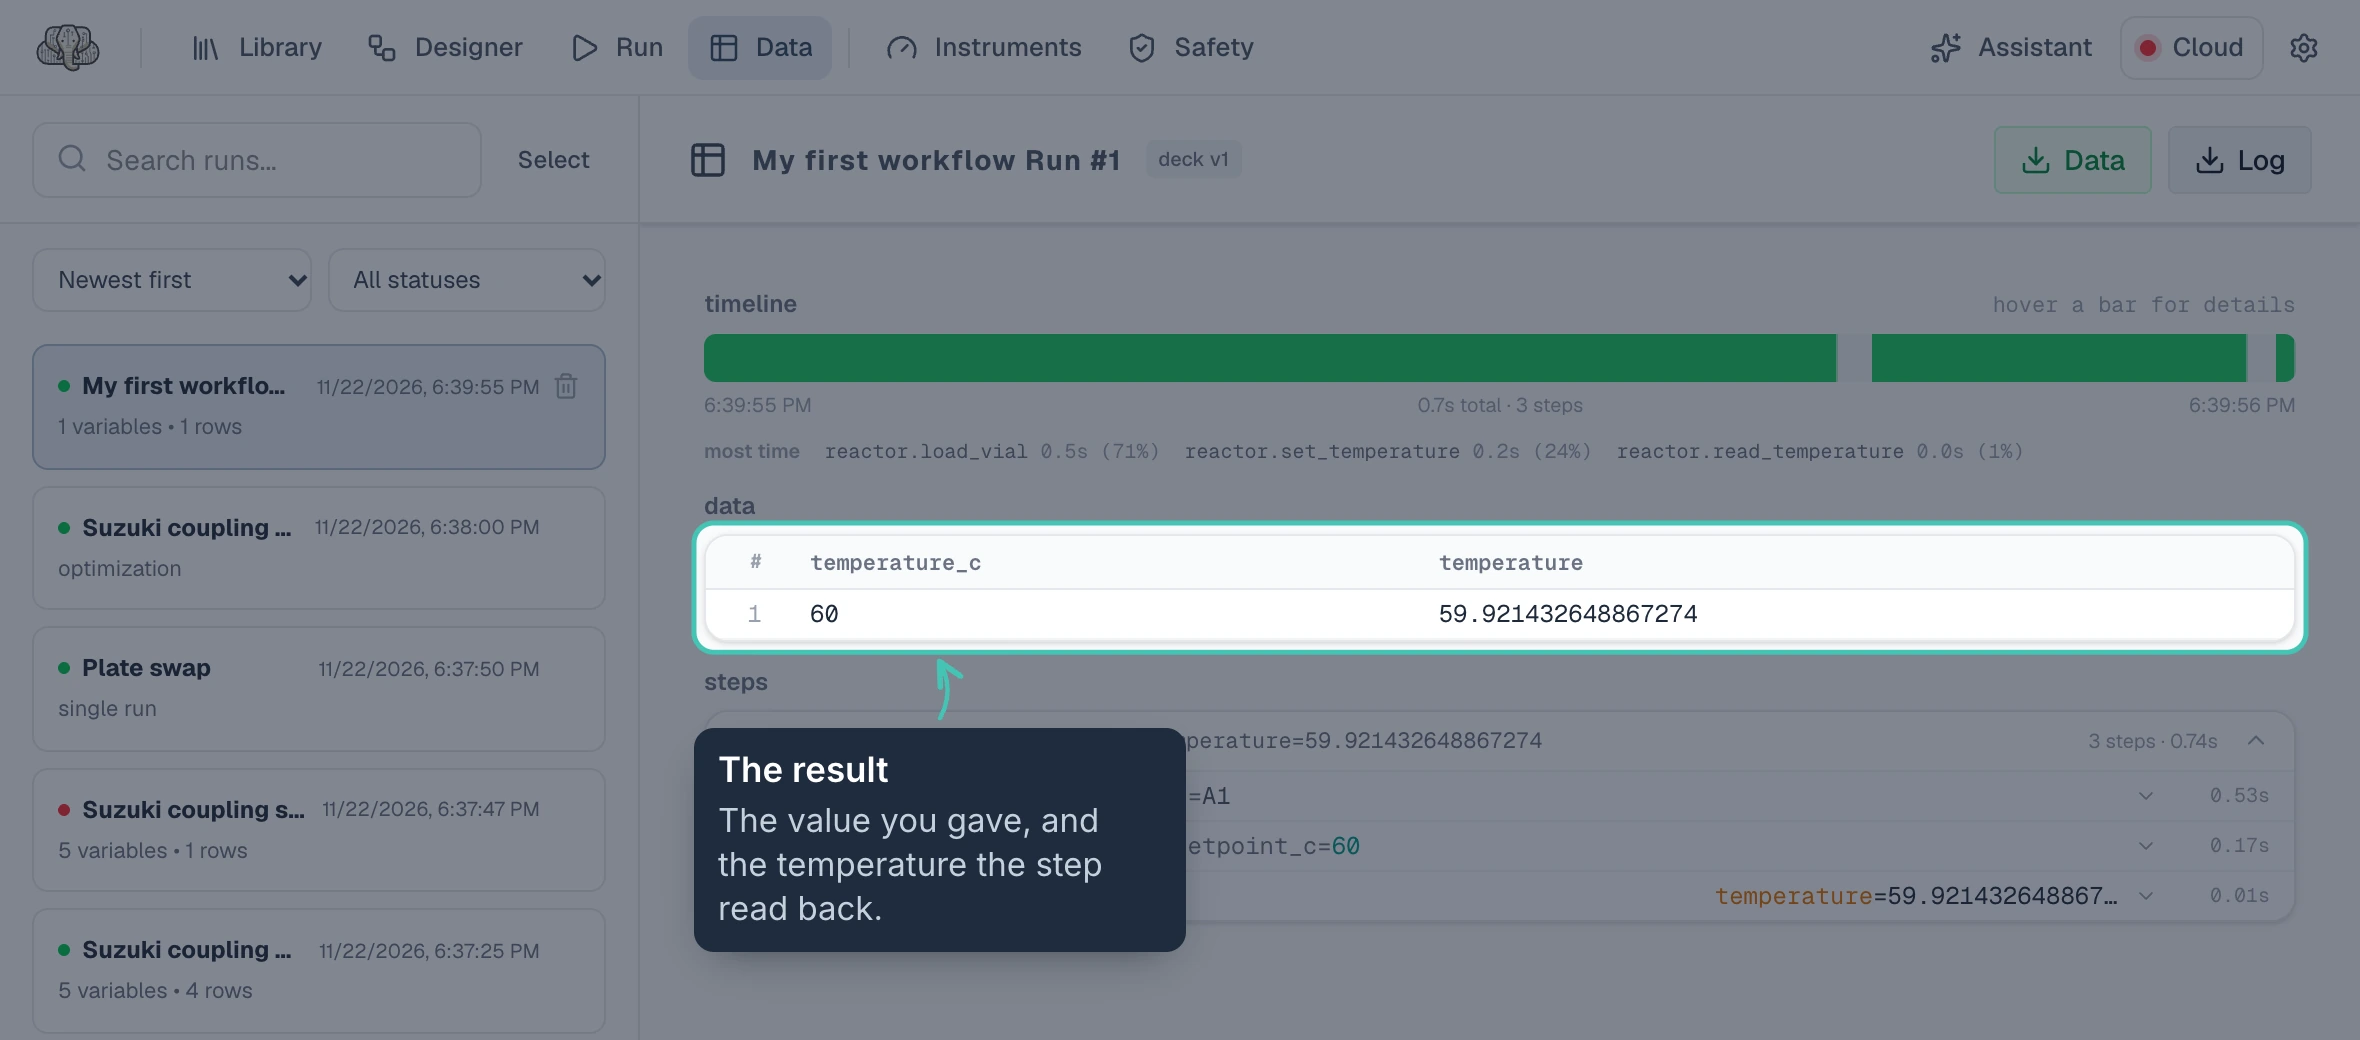 Library
Designer
Run
Data
Instruments
Safety
Assistant
Cloud
Search runs...
Select
Newest first
All statuses
My first workflo... 11/22/2026, 6:39:55 PM
1 variables • 1 rows
Suzuki coupling ... 11/22/2026, 6:38:00 PM
optimization
Plate swap 11/22/2026, 6:37:50 PM
single run
Suzuki coupling s... 11/22/2026, 6:37:47 PM
5 variables • 1 rows
Suzuki coupling ... 11/22/2026, 6:37:25 PM
5 variables • 4 rows
My first workflow Run #1 deck v1
Data
Log
timeline hover a bar for details
6:39:55 PM 0.7s total · 3 steps 6:39:56 PM
most time reactor.load_vial 0.5s (71%) reactor.set_temperature 0.2s (24%) reactor.read_temperature 0.0s (1%)
data
# temperature_c temperature
1 60 59.921432648867274
steps
perature=59.921432648867274 3 steps · 0.74s
=A1 0.53s
etpoint_c=60 0.17s
temperature=59.921432648867... 0.01s
The result
The value you gave, and
the temperature the step
read back.